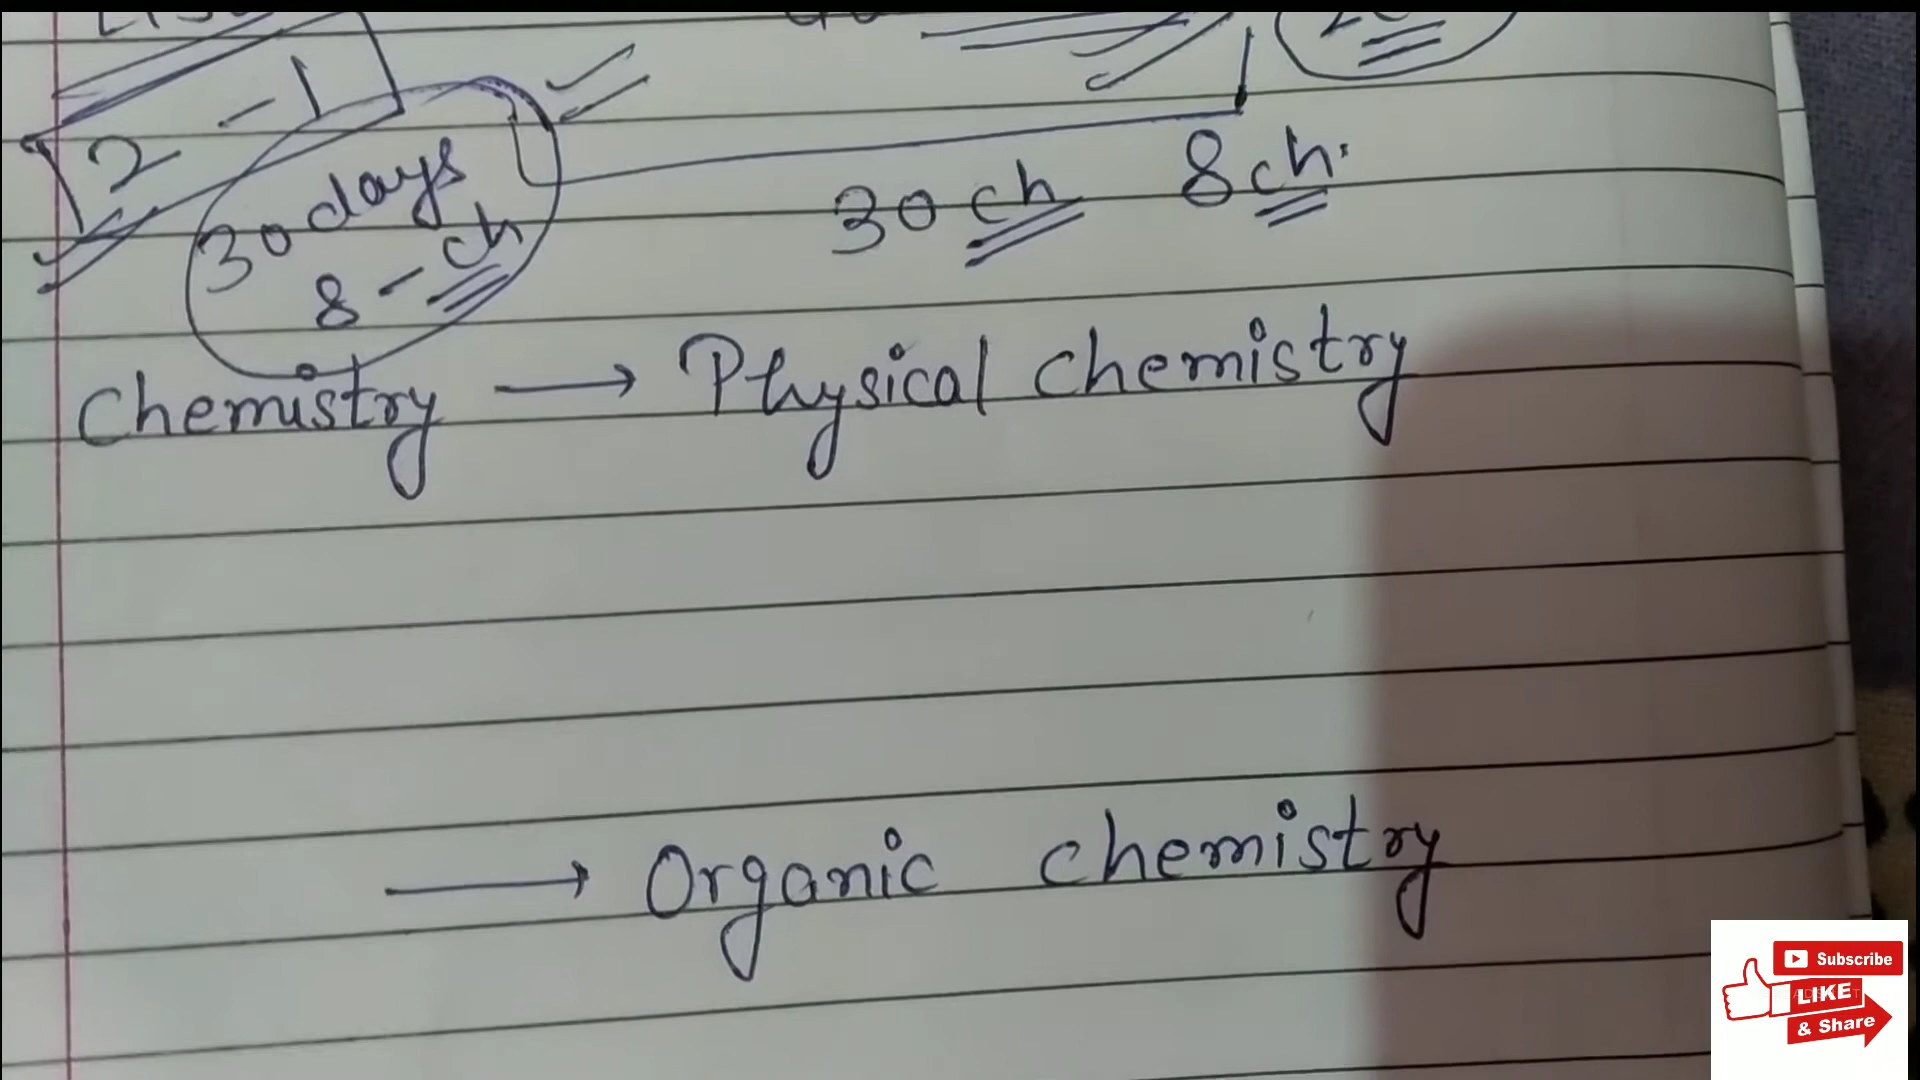 2 - 1
30 days
8 - ch
30 ch 8 ch.
Chemistry → Physical chemistry
→ Organic chemistry
Subscribe
LIKE
& Share